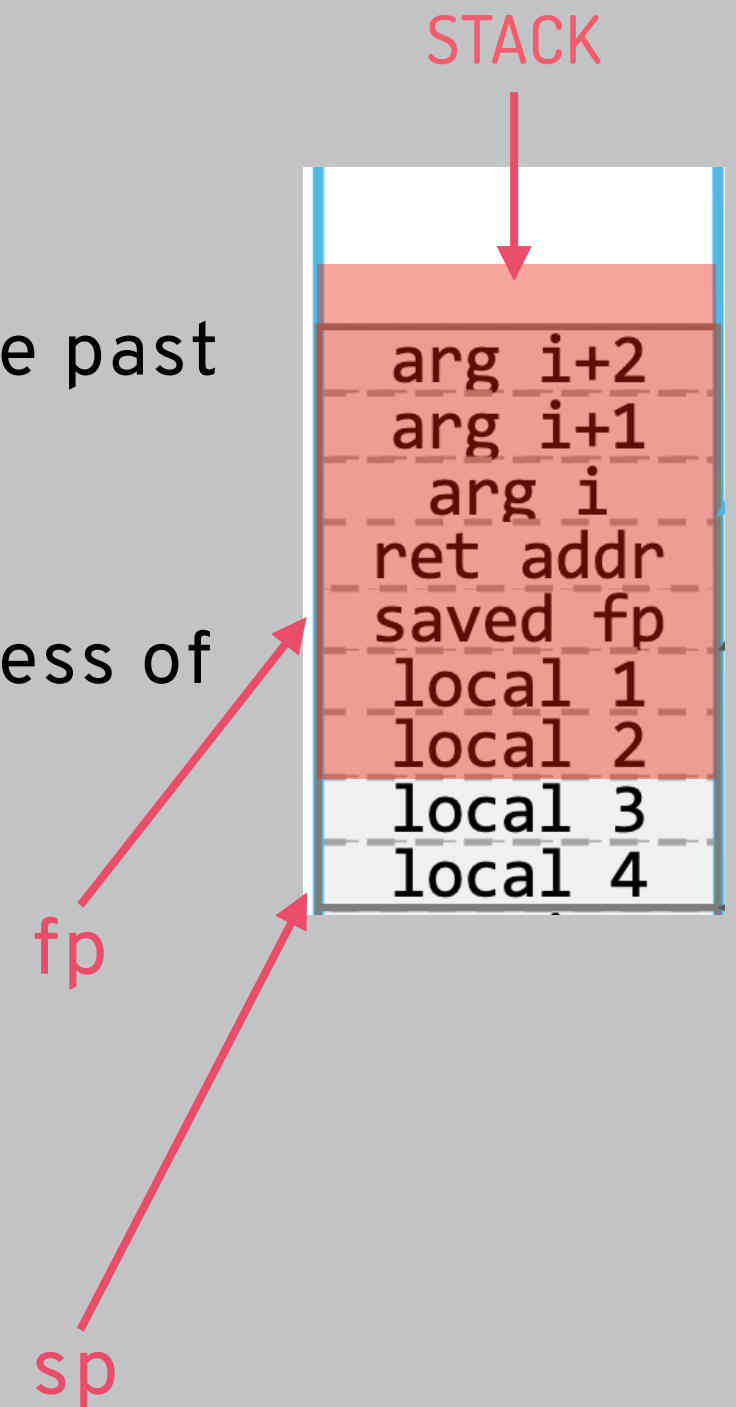 STACK
e past
arg i+2
arg i+1
arg i
ret addr
saved fp
ess of
local 1
local 2
local 3
local 4
fp
sp